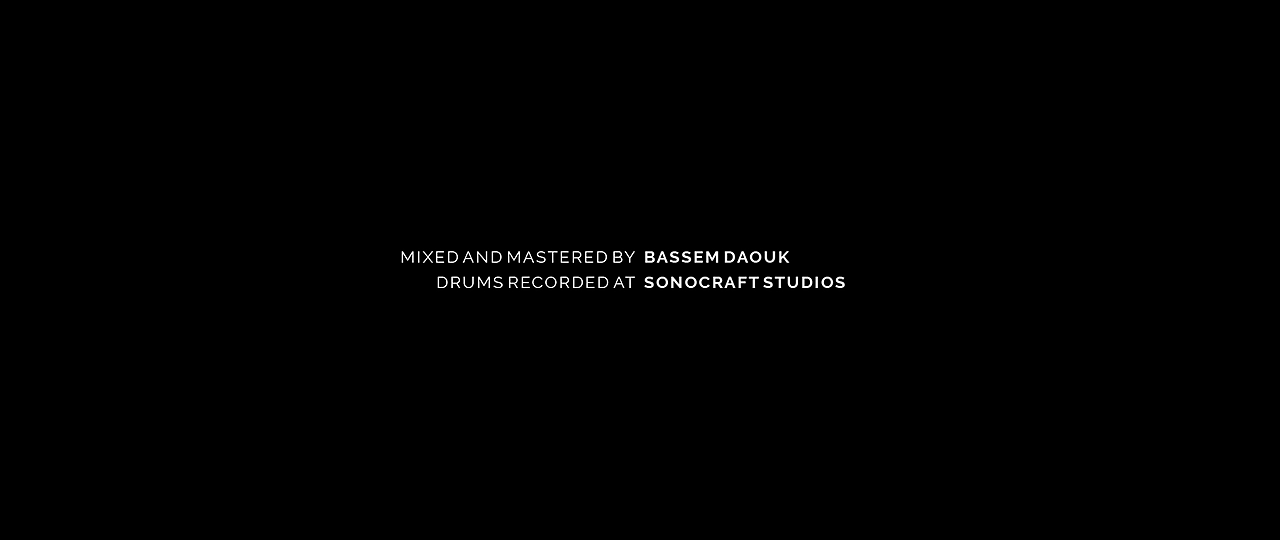 MIXED AND MASTERED BY BASSEM DAOUK
DRUMS RECORDED AT SONOCRAFT STUDIOS